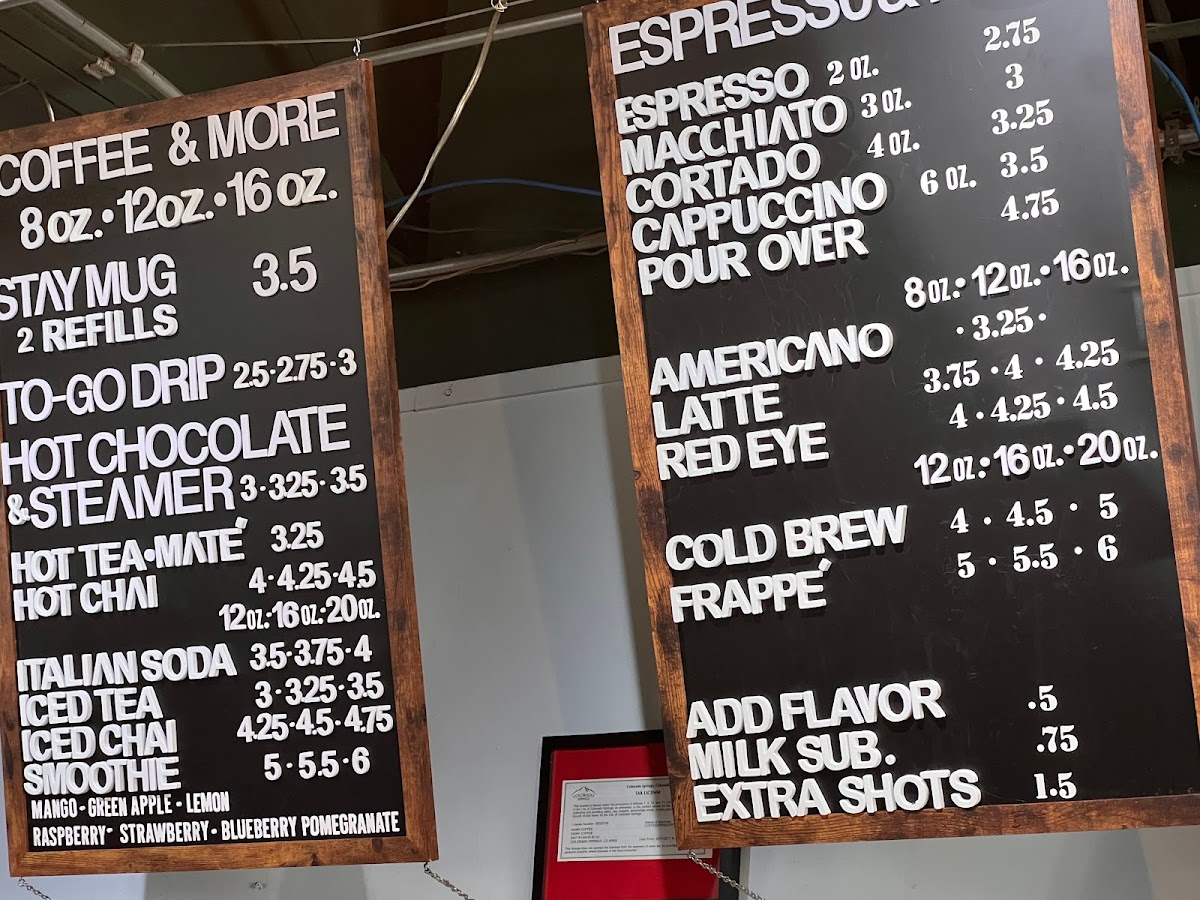 COFFEE & MORE
8 oz. • 12 oz. • 16 oz.
STAY MUG 3.5
2 REFILLS
TO-GO DRIP 2.5 • 2.75 • 3
HOT CHOCOLATE
& STEAMER 3 • 3.25 • 3.5
HOT TEA • MATÉ 3.25
HOT CHAI 4 • 4.25 • 4.5
12 oz. • 16 oz. • 20 oz.
ITALIAN SODA 3.5 • 3.75 • 4
ICED TEA 3 • 3.25 • 3.5
ICED CHAI 4.25 • 4.5 • 4.75
SMOOTHIE 5 • 5.5 • 6
MANGO • GREEN APPLE • LEMON
RASPBERRY • STRAWBERRY • BLUEBERRY POMEGRANATE
ESPRESSO &
ESPRESSO 2 OZ. 2.75
MACCHIATO 3 OZ. 3
CORTADO 4 OZ. 3.25
CAPPUCCINO 6 OZ. 3.5
POUR OVER 4.75
8 oz. • 12 oz. • 16 oz.
AMERICANO • 3.25 •
LATTE 3.75 • 4 • 4.25
RED EYE 4 • 4.25 • 4.5
12 oz. • 16 oz. • 20 oz.
COLD BREW 4 • 4.5 • 5
FRAPPÉ 5 • 5.5 • 6
ADD FLAVOR .5
MILK SUB. .75
EXTRA SHOTS 1.5
TAX LICENSE